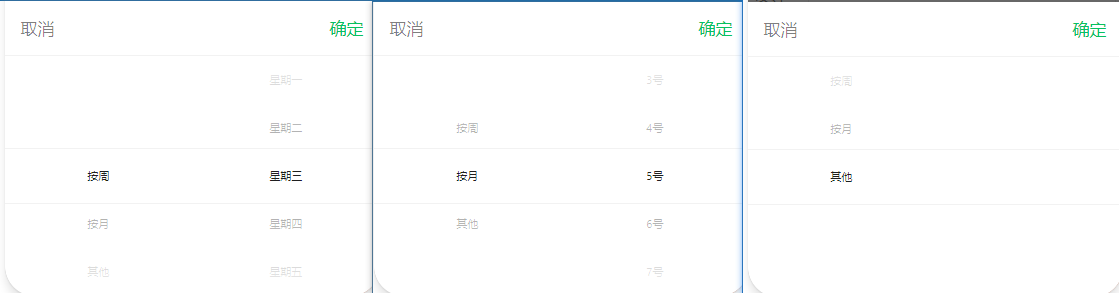 取消 确定
星期一
星期二
按周 星期三
按月 星期四
其他 星期五
取消 确定
3号
按周 4号
按月 5号
其他 6号
7号
取消 确定
按周
按月
其他